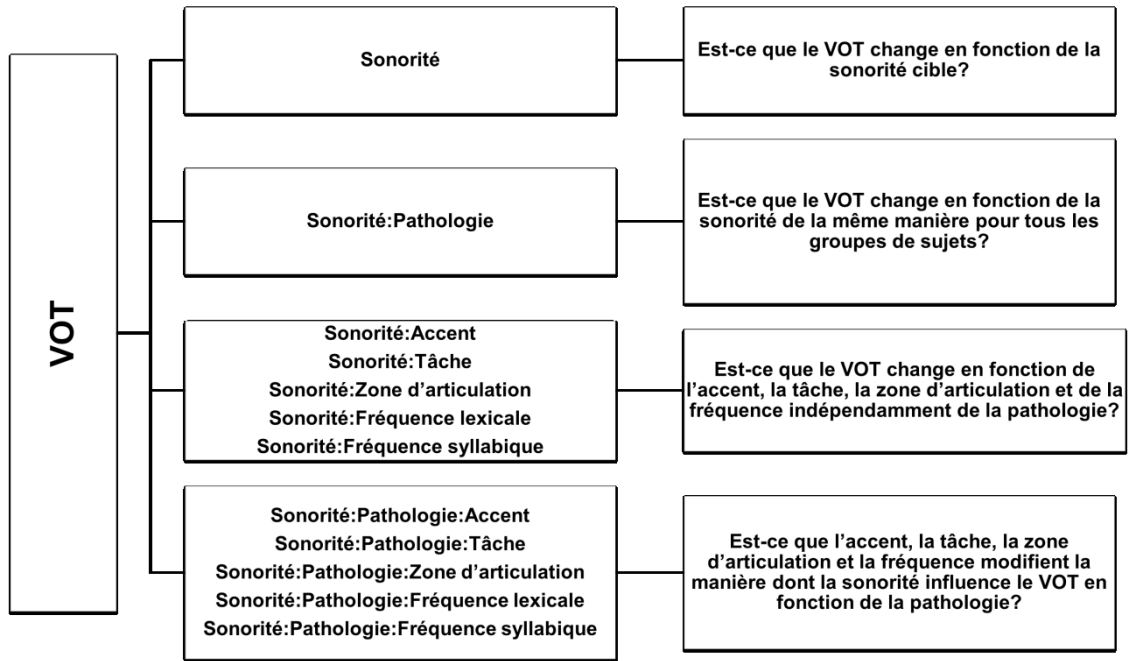 VOT
Sonorité
Est-ce que le VOT change en fonction de la
sonorité cible?
Sonorité:Pathologie
Est-ce que le VOT change en fonction de la
sonorité de la même manière pour tous les
groupes de sujets?
Sonorité:Accent
Sonorité:Tâche
Sonorité:Zone d'articulation
Sonorité:Fréquence lexicale
Sonorité:Fréquence syllabique
Est-ce que le VOT change en fonction de
l'accent, la tâche, la zone d'articulation et de la
fréquence indépendamment de la pathologie?
Sonorité:Pathologie:Accent
Sonorité:Pathologie:Tâche
Sonorité:Pathologie:Zone d'articulation
Sonorité:Pathologie:Fréquence lexicale
Sonorité:Pathologie:Fréquence syllabique
Est-ce que l'accent, la tâche, la zone
d'articulation et la fréquence modifient la
manière dont la sonorité influence le VOT en
fonction de la pathologie?